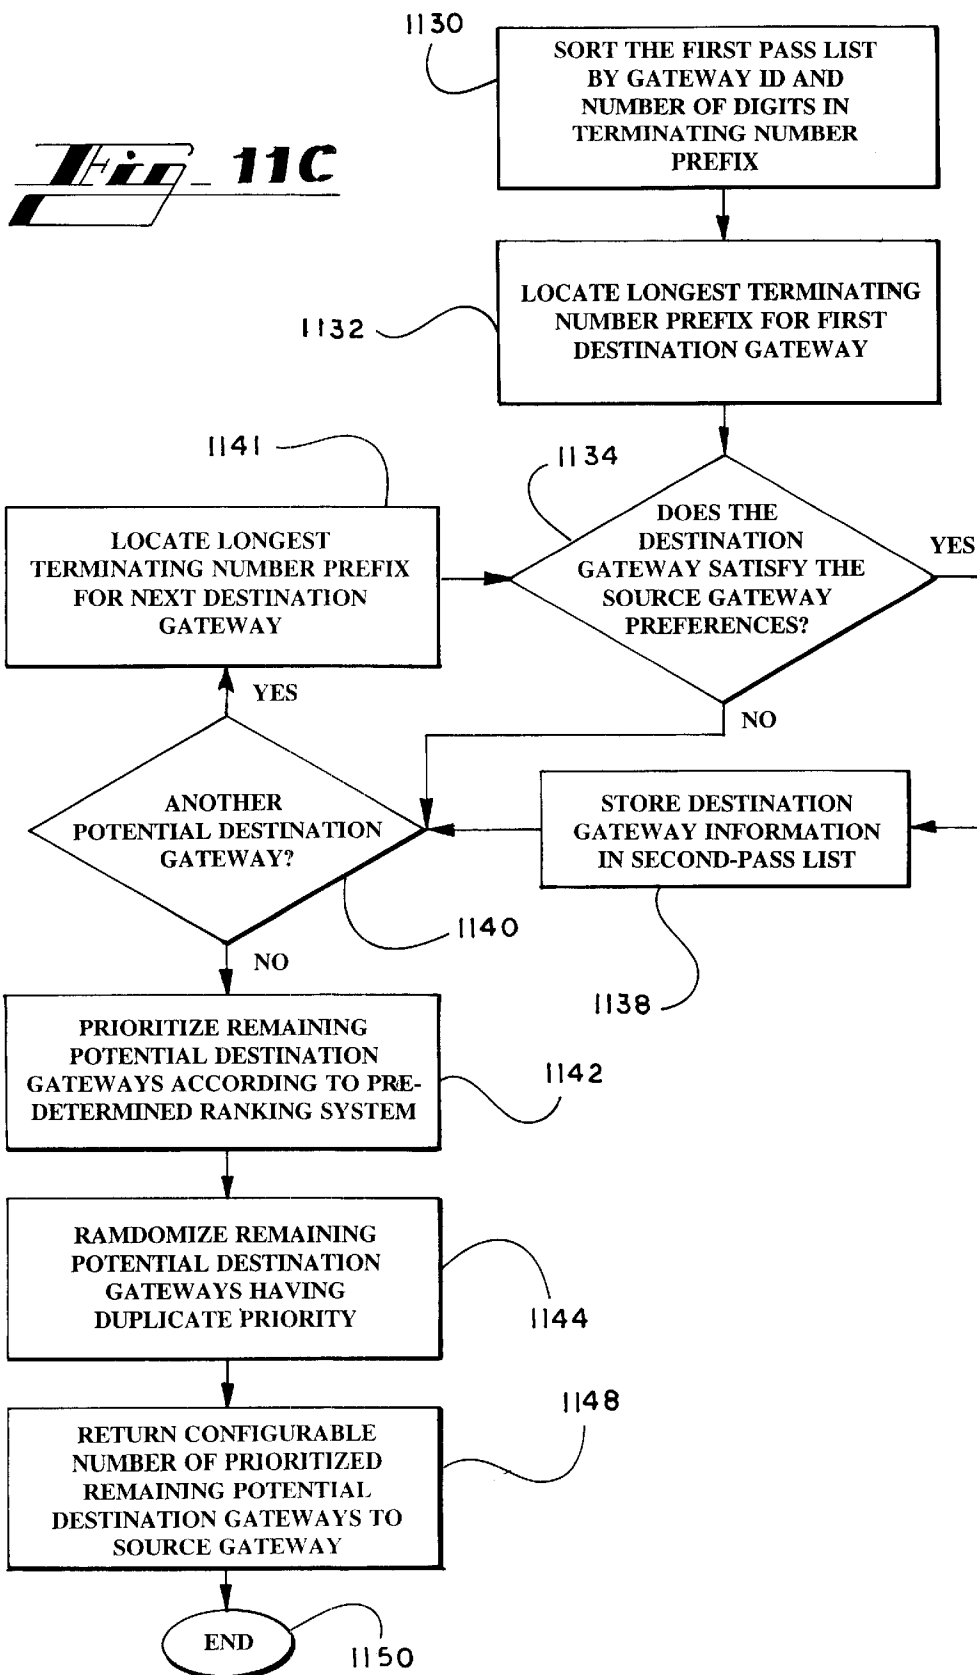 1130
SORT THE FIRST PASS LIST
BY GATEWAY ID AND
NUMBER OF DIGITS IN
TERMINATING NUMBER
PREFIX
Fig_ 11C
1132
LOCATE LONGEST TERMINATING
NUMBER PREFIX FOR FIRST
DESTINATION GATEWAY
1141
LOCATE LONGEST
TERMINATING NUMBER PREFIX
FOR NEXT DESTINATION
GATEWAY
1134
DOES THE
DESTINATION
GATEWAY SATISFY THE
SOURCE GATEWAY
PREFERENCES?
YES
YES
NO
ANOTHER
POTENTIAL DESTINATION
GATEWAY?
STORE DESTINATION
GATEWAY INFORMATION
IN SECOND-PASS LIST
1140
NO
1138
PRIORITIZE REMAINING
POTENTIAL DESTINATION
GATEWAYS ACCORDING TO PRE-
DETERMINED RANKING SYSTEM
1142
RAMDOMIZE REMAINING
POTENTIAL DESTINATION
GATEWAYS HAVING
DUPLICATE PRIORITY
1144
RETURN CONFIGURABLE
NUMBER OF PRIORITIZED
REMAINING POTENTIAL
DESTINATION GATEWAYS TO
SOURCE GATEWAY
1148
END
1150